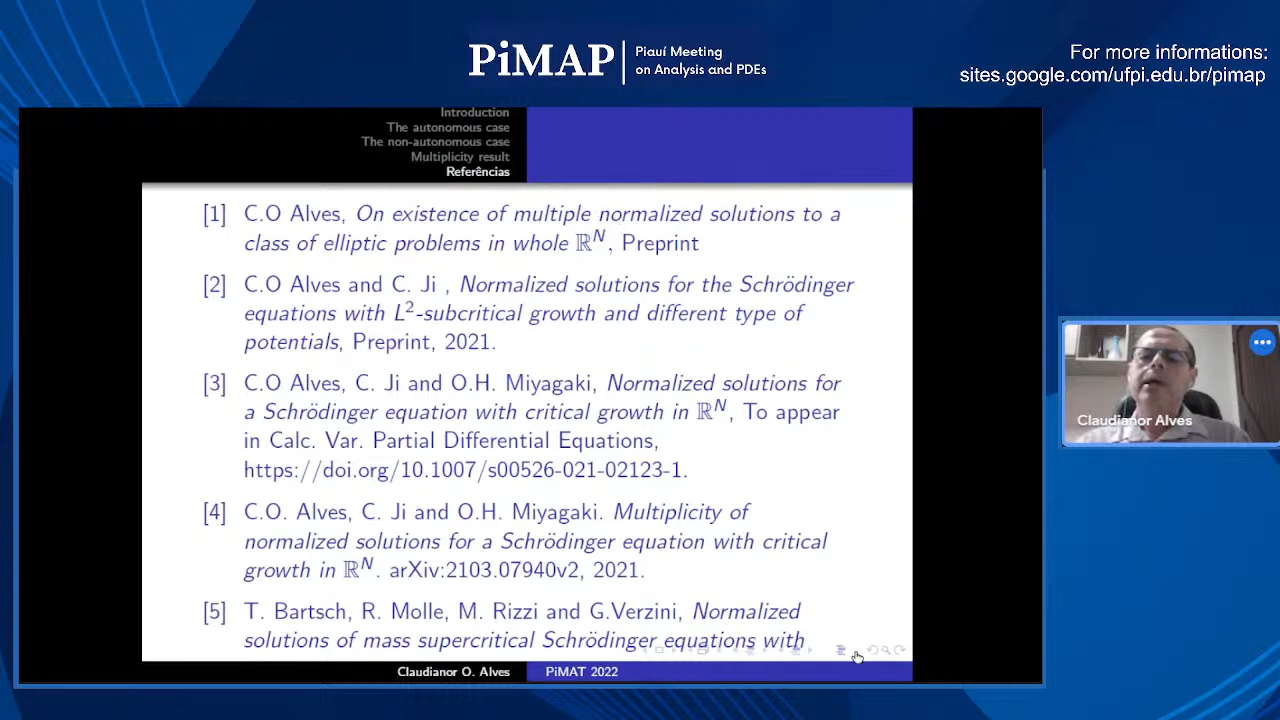 PiMAP
Piauí Meeting
on Analysis and PDEs
For more informations:
sites.google.com/ufpi.edu.br/pimap
Introduction
The autonomous case
The non-autonomous case
Multiplicity result
Referências
[1] C.O Alves, On existence of multiple normalized solutions to a
class of elliptic problems in whole ℝᴺ, Preprint
[2] C.O Alves and C. Ji , Normalized solutions for the Schrödinger
equations with L²-subcritical growth and different type of
potentials, Preprint, 2021.
[3] C.O Alves, C. Ji and O.H. Miyagaki, Normalized solutions for
a Schrödinger equation with critical growth in ℝᴺ, To appear
in Calc. Var. Partial Differential Equations,
https://doi.org/10.1007/s00526-021-02123-1.
[4] C.O. Alves, C. Ji and O.H. Miyagaki. Multiplicity of
normalized solutions for a Schrödinger equation with critical
growth in ℝᴺ. arXiv:2103.07940v2, 2021.
[5] T. Bartsch, R. Molle, M. Rizzi and G.Verzini, Normalized
solutions of mass supercritical Schrödinger equations with
Claudianor O. Alves
PiMAT 2022
Claudianor Alves